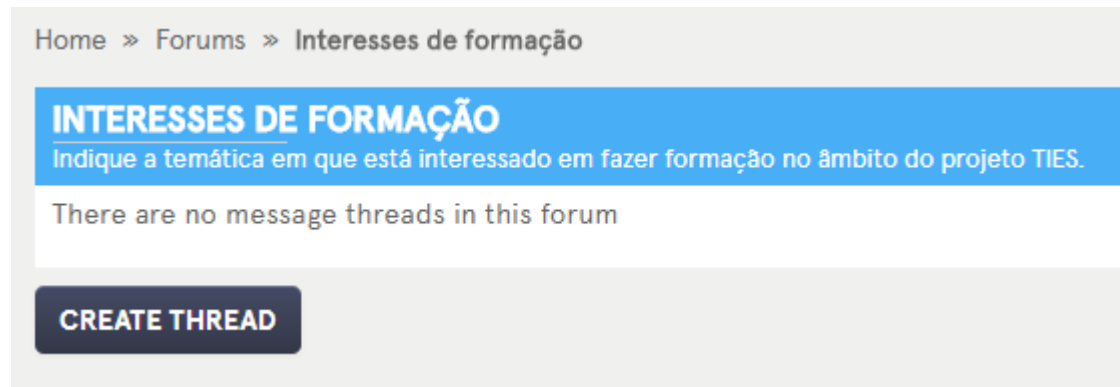 Home » Forums » Interesses de formação
INTERESSES DE FORMAÇÃO
Indique a temática em que está interessado em fazer formação no âmbito do projeto TIES.
There are no message threads in this forum
CREATE THREAD